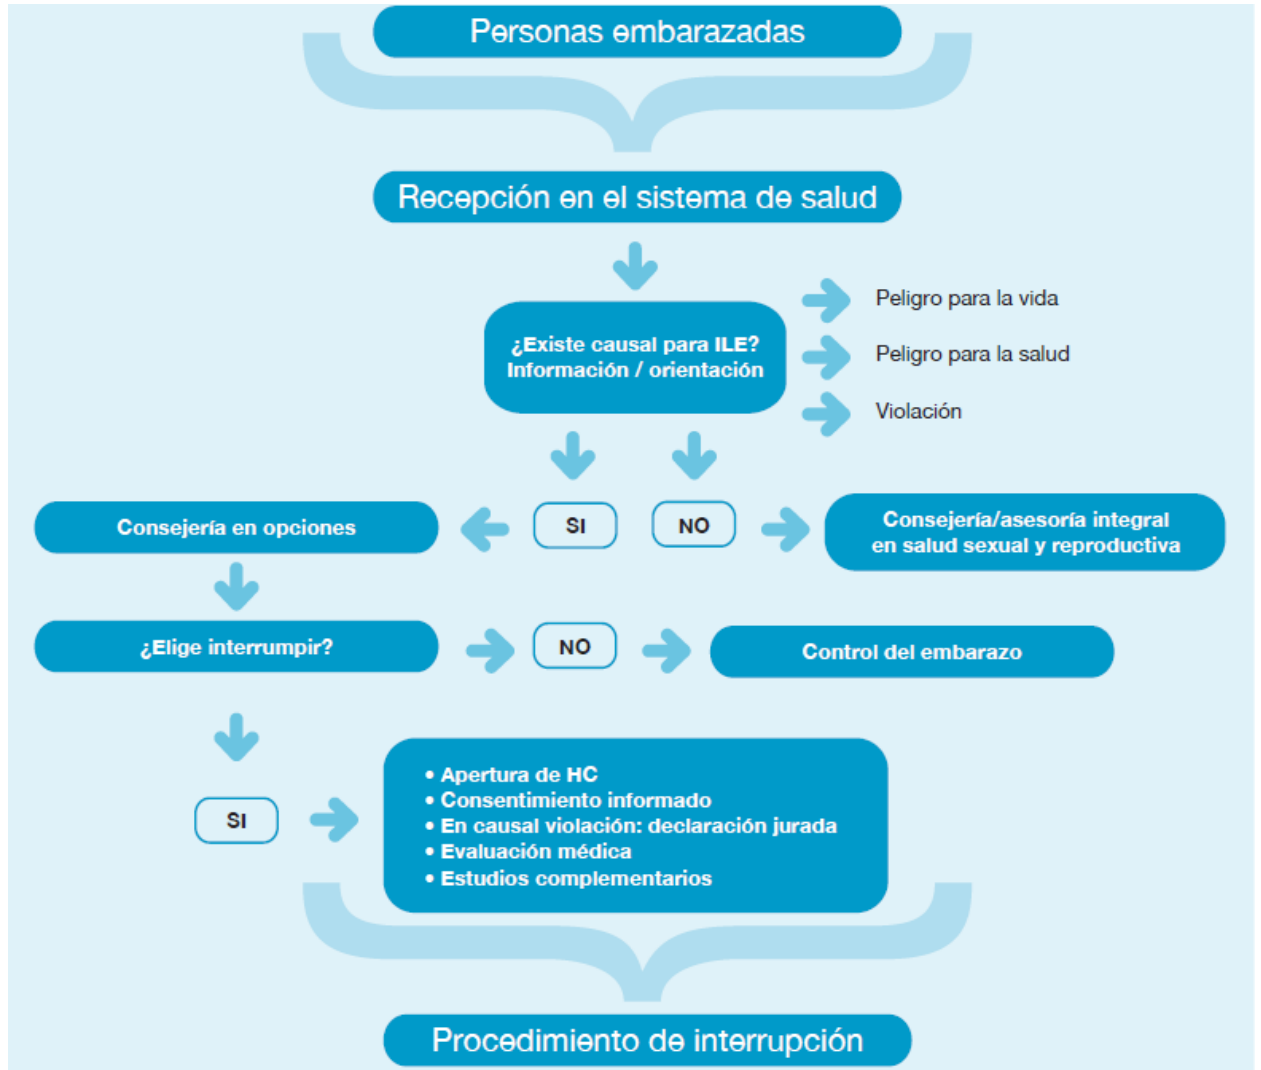 Personas embarazadas
Recepción en el sistema de salud
¿Existe causal para ILE?
Información / orientación
Peligro para la vida
Peligro para la salud
Violación
Consejería en opciones
SI
NO
Consejería/asesoría integral
en salud sexual y reproductiva
¿Elige interrumpir?
NO
Control del embarazo
SI
• Apertura de HC
• Consentimiento informado
• En causal violación: declaración jurada
• Evaluación médica
• Estudios complementarios
Procedimiento de interrupción